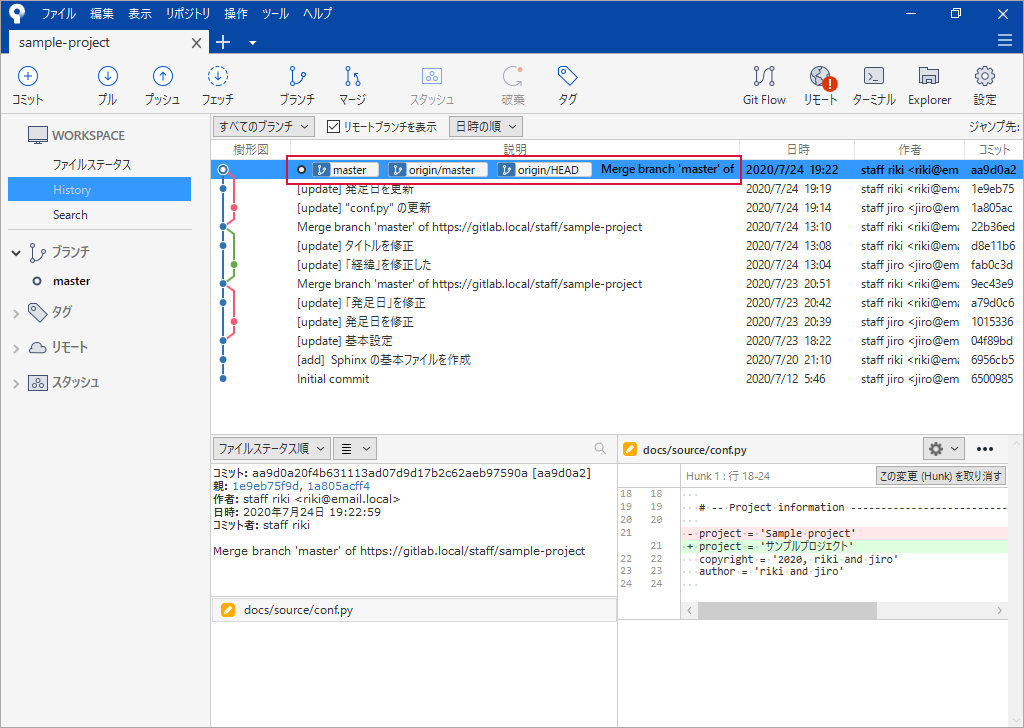 ファイル 編集 表示 リポジトリ 操作 ツール ヘルプ
sample-project
コミット プル プッシュ フェッチ ブランチ マージ スタッシュ 破棄 タグ Git Flow リモート ターミナル Explorer 設定
WORKSPACE
ファイルステータス
History
Search
ブランチ
master
タグ
リモート
スタッシュ
すべてのブランチ リモートブランチを表示 日時の順 ジャンプ先:
樹形図 説明 日時 作者 コミット
master origin/master origin/HEAD Merge branch 'master' of 2020/7/24 19:22 staff riki <riki@em aa9d0a2
[update] 発足日を更新 2020/7/24 19:19 staff riki <riki@ema 1e9eb75
[update] "conf.py" の更新 2020/7/24 19:14 staff jiro <jiro@em 1a805ac
Merge branch 'master' of https://gitlab.local/staff/sample-project 2020/7/24 13:10 staff riki <riki@ema 22b36ed
[update] タイトルを修正 2020/7/24 13:08 staff riki <riki@ema d8e11b6
[update] 「経緯」を修正した 2020/7/24 13:04 staff jiro <jiro@em fab0c3d
Merge branch 'master' of https://gitlab.local/staff/sample-project 2020/7/23 20:51 staff jiro <jiro@em 9ec43e9
[update] 「発足日」を修正 2020/7/23 20:42 staff jiro <jiro@em a79d0c6
[update] 発足日を修正 2020/7/23 20:39 staff jiro <jiro@em 1015336
[update] 基本設定 2020/7/23 18:22 staff jiro <jiro@em 04f89bd
[add] Sphinx の基本ファイルを作成 2020/7/20 21:10 staff riki <riki@ema 6956cb5
Initial commit 2020/7/12 5:46 staff jiro <jiro@em 6500985
ファイルステータス順
コミット: aa9d0a20f4b631113ad07d9d17b2c62aeb97590a [aa9d0a2]
親: 1e9eb75f9d, 1a805acff4
作者: staff riki <riki@email.local>
日時: 2020年7月24日 19:22:59
コミット者: staff riki
Merge branch 'master' of https://gitlab.local/staff/sample-project
docs/source/conf.py
docs/source/conf.py
Hunk 1 : 行 18-24 この変更 (Hunk) を取り消す
18 18
19 19 # -- Project information --------------------------
20 20
21 - project = 'Sample project'
21 + project = 'サンプルプロジェクト'
22 22 copyright = '2020, riki and jiro'
23 23 author = 'riki and jiro'
24 24